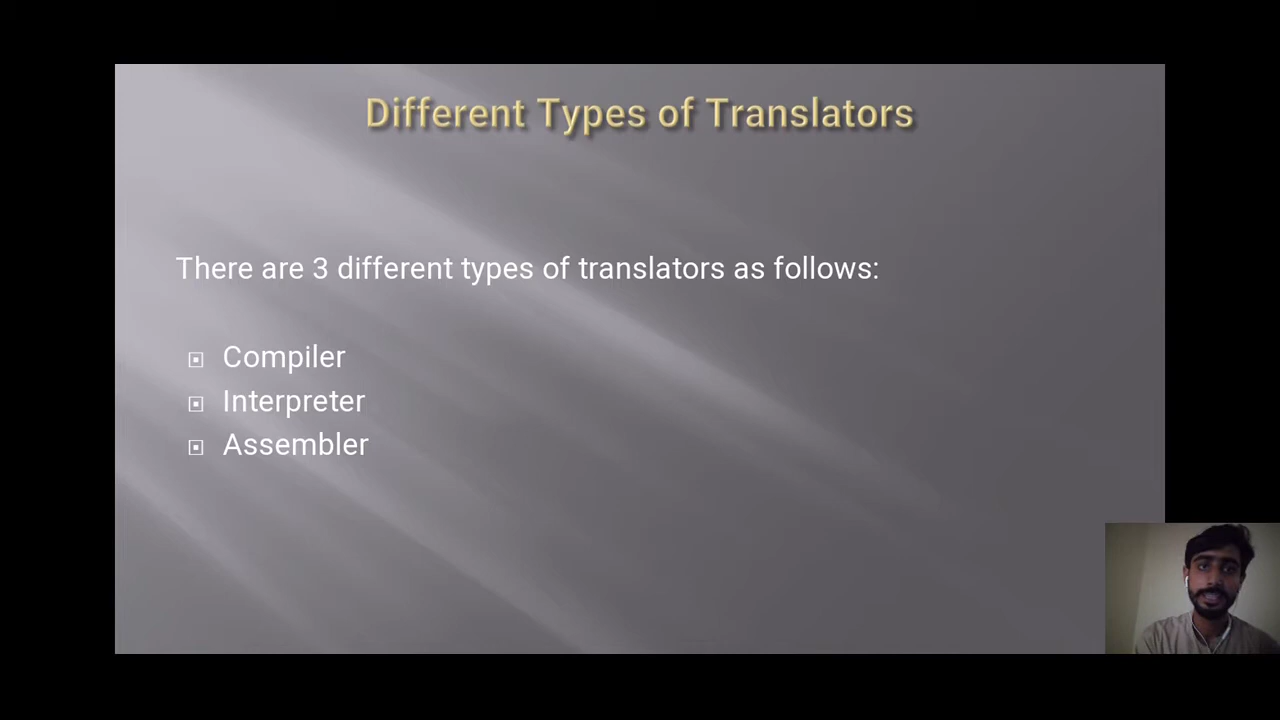 Different Types of Translators
There are 3 different types of translators as follows:
Compiler
Interpreter
Assembler